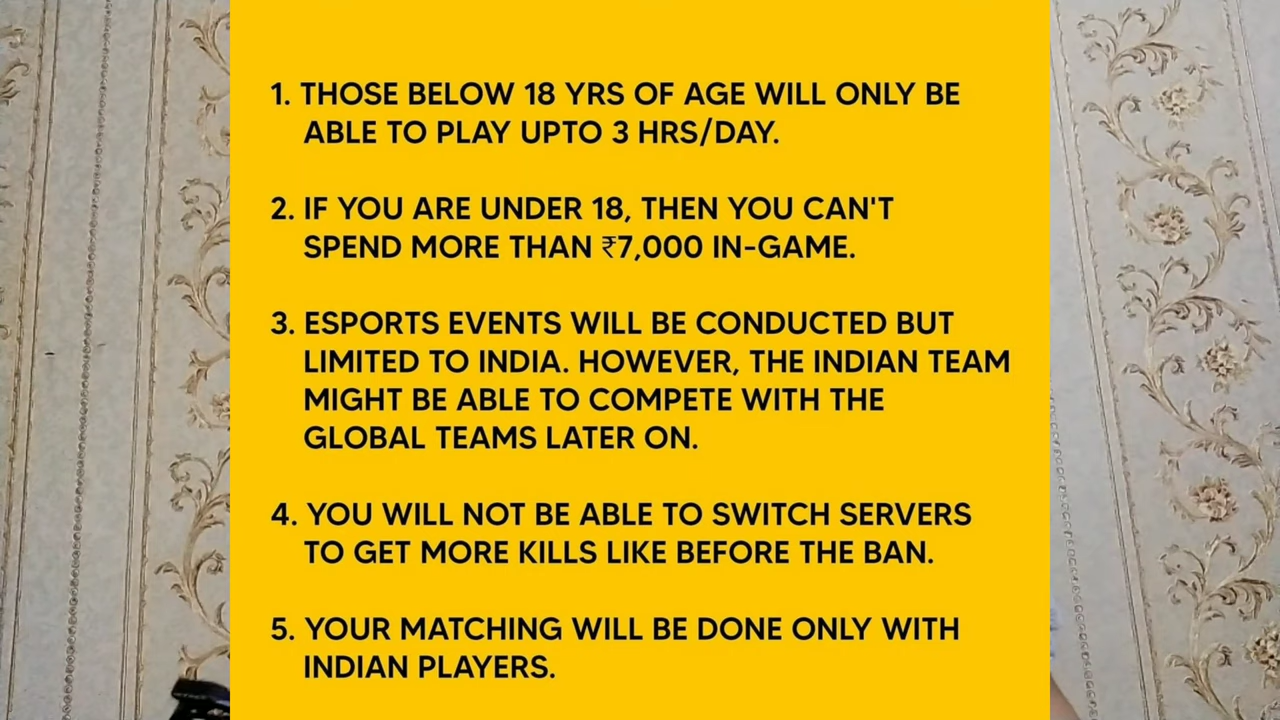 1. THOSE BELOW 18 YRS OF AGE WILL ONLY BE
ABLE TO PLAY UPTO 3 HRS/DAY.
2. IF YOU ARE UNDER 18, THEN YOU CAN'T
SPEND MORE THAN ₹7,000 IN-GAME.
3. ESPORTS EVENTS WILL BE CONDUCTED BUT
LIMITED TO INDIA. HOWEVER, THE INDIAN TEAM
MIGHT BE ABLE TO COMPETE WITH THE
GLOBAL TEAMS LATER ON.
4. YOU WILL NOT BE ABLE TO SWITCH SERVERS
TO GET MORE KILLS LIKE BEFORE THE BAN.
5. YOUR MATCHING WILL BE DONE ONLY WITH
INDIAN PLAYERS.